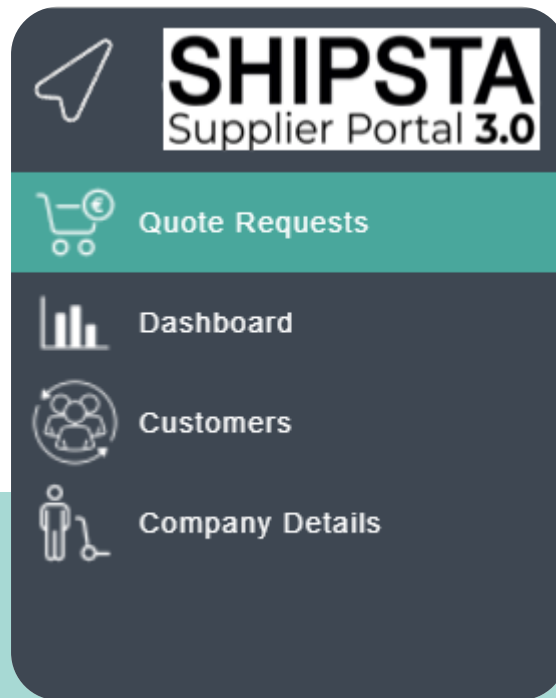 SHIPSTA
Supplier Portal 3.0
€
Quote Requests
Dashboard
Customers
Company Details